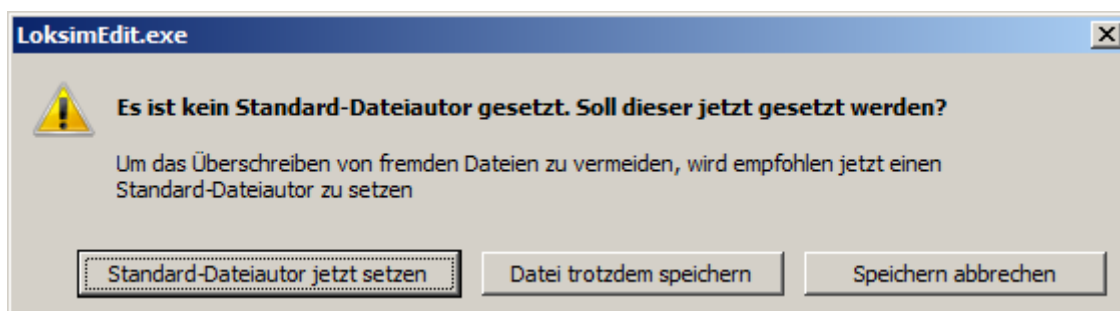 LoksimEdit.exe
Es ist kein Standard-Dateiautor gesetzt. Soll dieser jetzt gesetzt werden?
Um das Überschreiben von fremden Dateien zu vermeiden, wird empfohlen jetzt einen
Standard-Dateiautor zu setzen
Standard-Dateiautor jetzt setzen
Datei trotzdem speichern
Speichern abbrechen